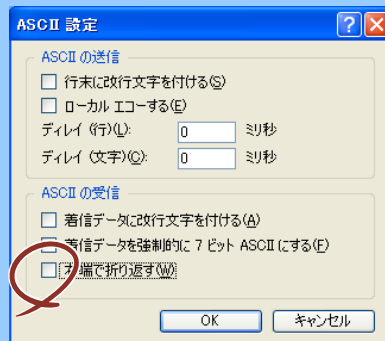 ASCII 設定
ASCII の送信
行末に改行文字を付ける(S)
ローカル エコーする(E)
ディレイ (行)(L): 0 ミリ秒
ディレイ (文字)(C): 0 ミリ秒
ASCII の受信
着信データに改行文字を付ける(A)
着信データを強制的に 7 ビット ASCII にする(F)
右端で折り返す(W)
OK キャンセル